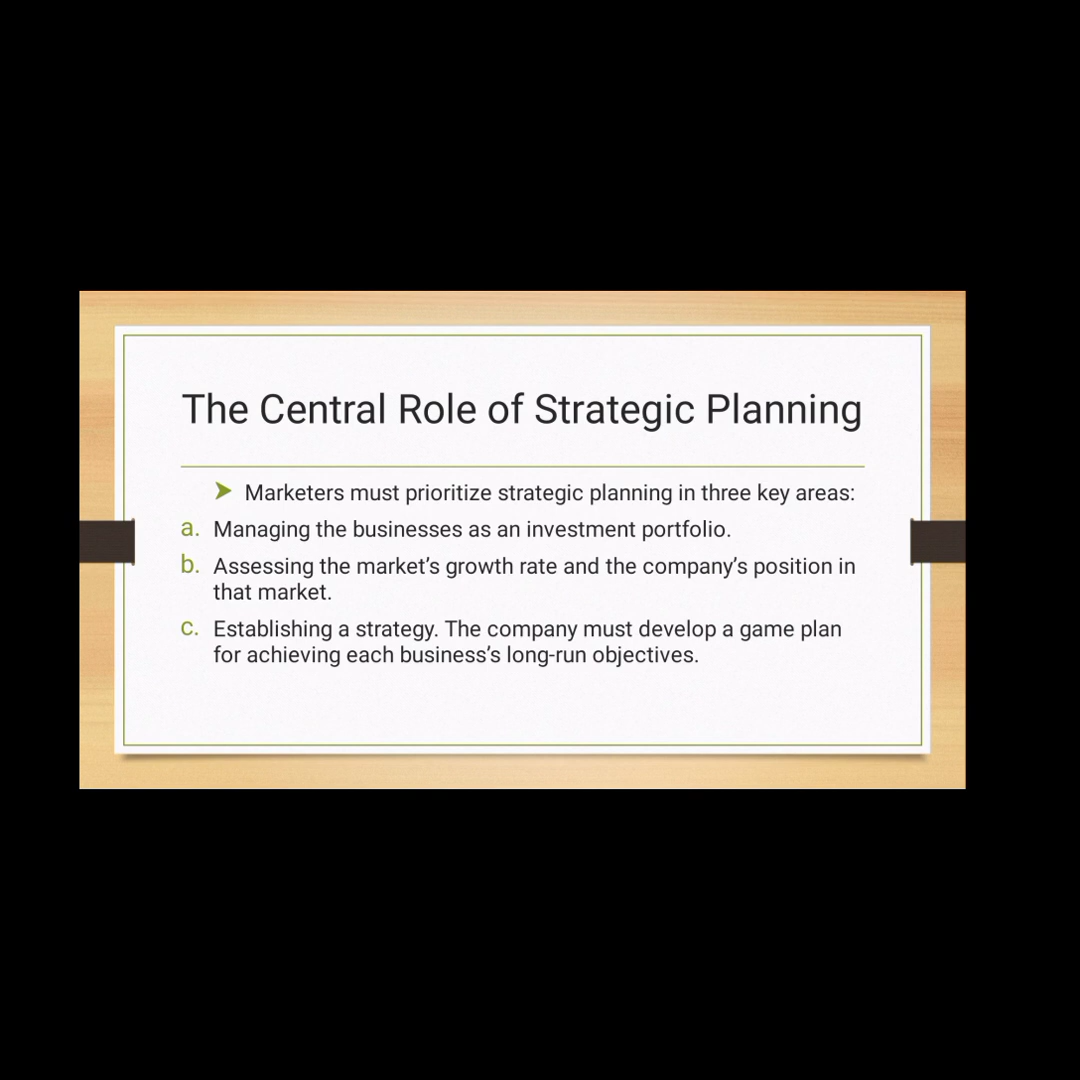 The Central Role of Strategic Planning
➤ Marketers must prioritize strategic planning in three key areas:
a. Managing the businesses as an investment portfolio.
b. Assessing the market’s growth rate and the company’s position in
that market.
c. Establishing a strategy. The company must develop a game plan
for achieving each business’s long-run objectives.